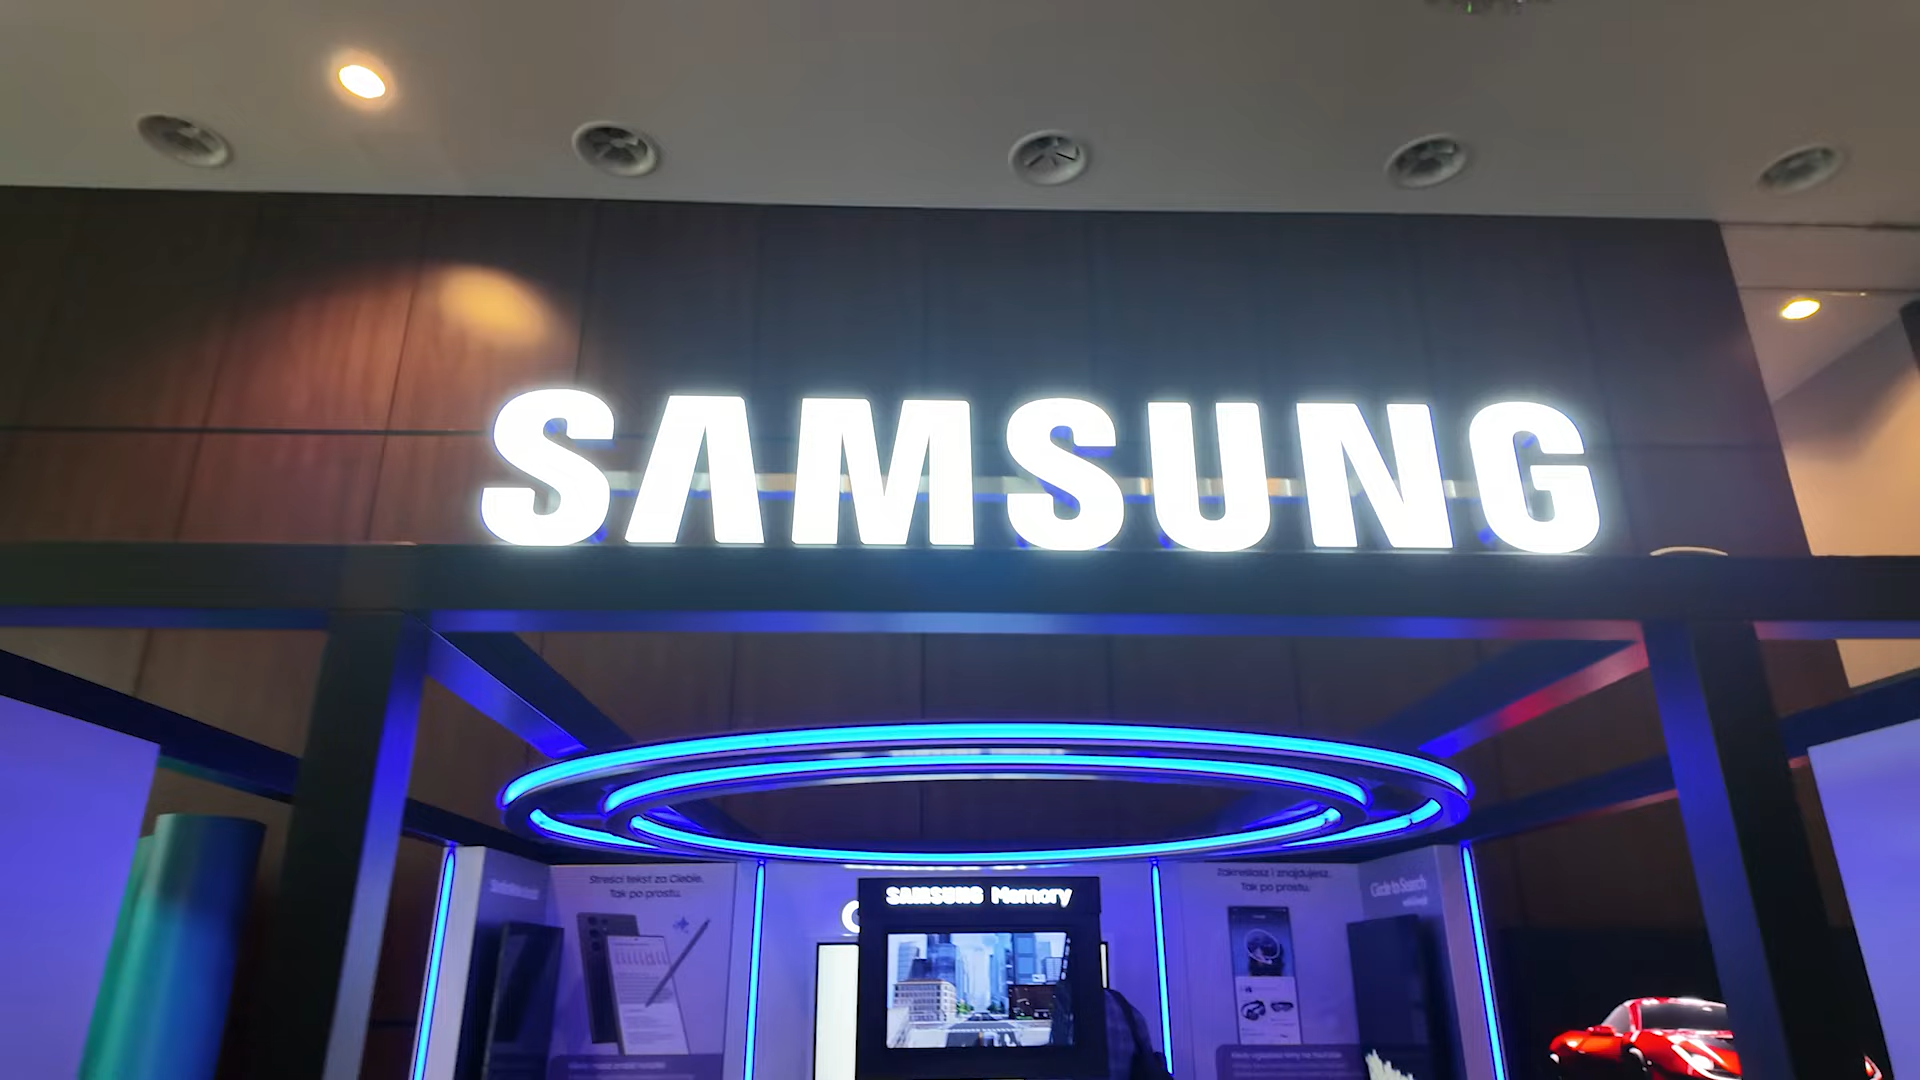 SAMSUNG
Streści tekst za Ciebie.
Tak po prostu.
SAMSUNG Memory
Zakreślasz i znajdujesz.
Tak po prostu.
Circle to Search